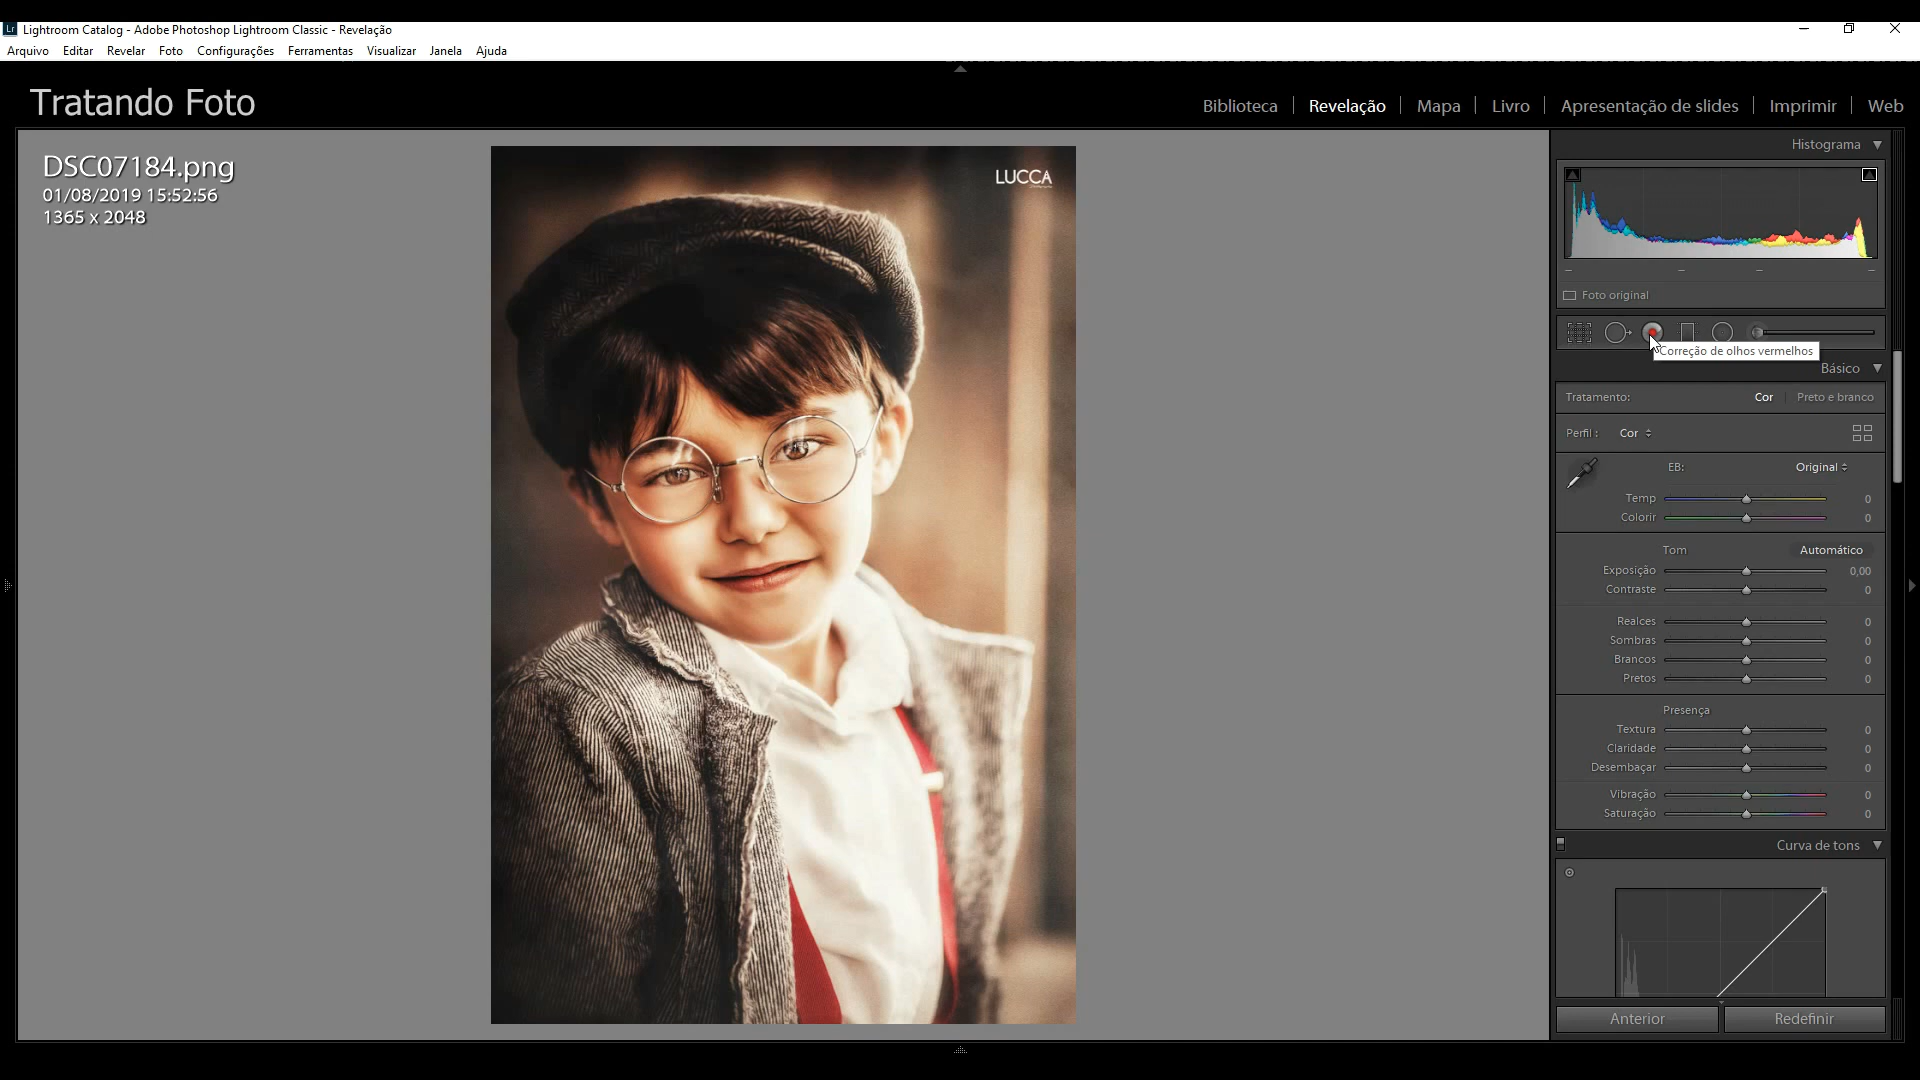 Lr Lightroom Catalog - Adobe Photoshop Lightroom Classic - Revelação
Arquivo Editar Revelar Foto Configurações Ferramentas Visualizar Janela Ajuda
Tratando Foto
Biblioteca | Revelação | Mapa | Livro | Apresentação de slides | Imprimir | Web
DSC07184.png
01/08/2019 15:52:56
1365 x 2048
LUCCA
Histograma
Foto original
Correção de olhos vermelhos
Básico
Tratamento: Cor | Preto e branco
Perfil : Cor
EB: Original
Temp 0
Colorir 0
Tom Automático
Exposição 0,00
Contraste 0
Realces 0
Sombras 0
Brancos 0
Pretos 0
Presença
Textura 0
Claridade 0
Desembaçar 0
Vibração 0
Saturação 0
Curva de tons
Anterior Redefinir